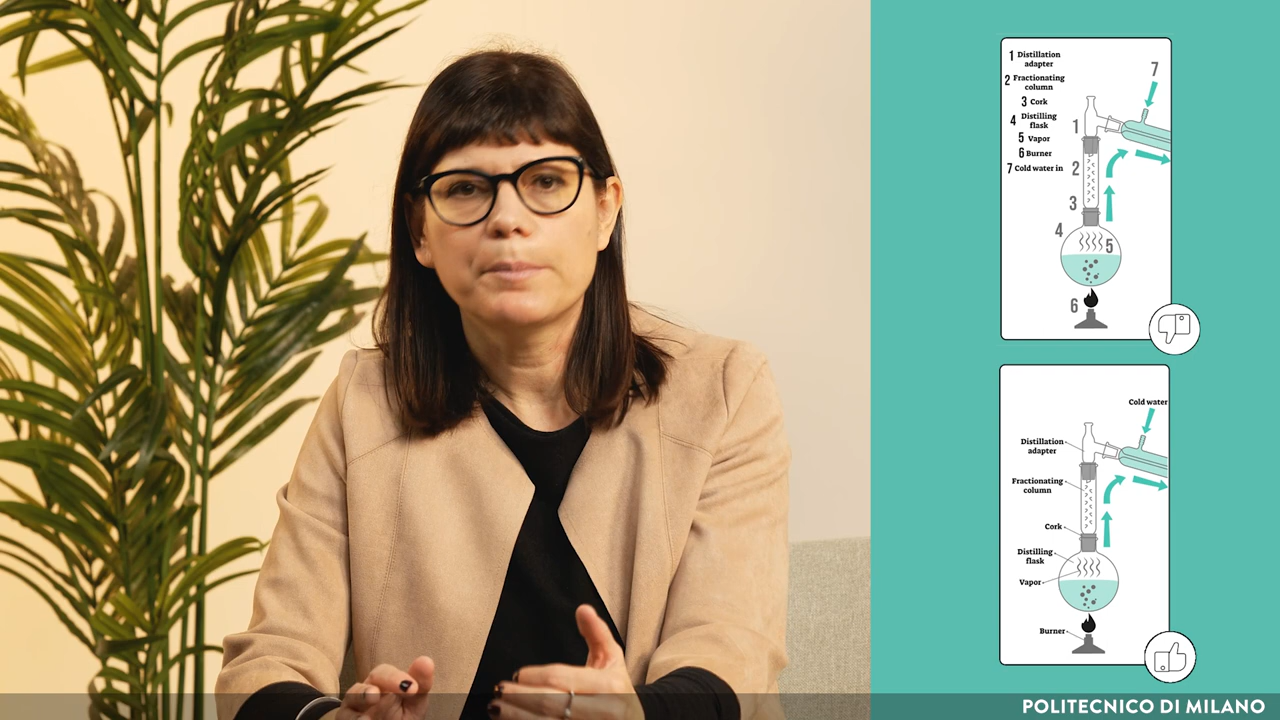 1 Distillation
adapter
2 Fractionating
column
3 Cork
4 Distilling
flask
5 Vapor
6 Burner
7 Cold water in
7
1
2
3
4
5
6
Cold water
Distillation
adapter
Fractionating
column
Cork
Distilling
flask
Vapor
Burner
POLITECNICO DI MILANO